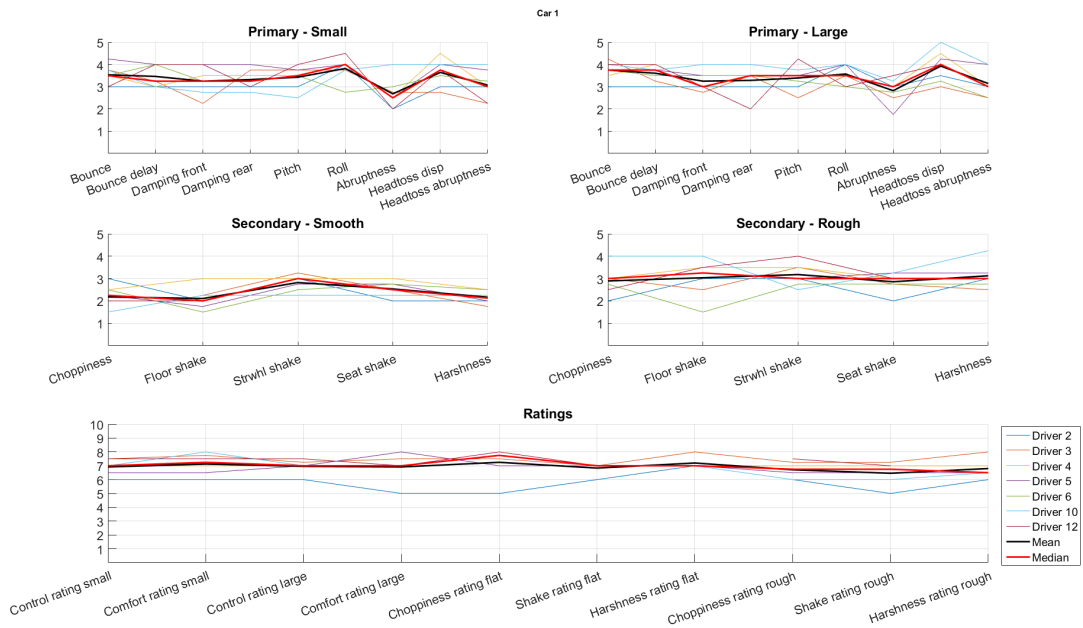 Car 1
Primary - Small
5
4
3
2
1
Bounce
Bounce delay
Damping front
Damping rear
Pitch
Roll
Abruptness
Headtoss disp
Headtoss abruptness
Primary - Large
5
4
3
2
1
Bounce
Bounce delay
Damping front
Damping rear
Pitch
Roll
Abruptness
Headtoss disp
Headtoss abruptness
Secondary - Smooth
5
4
3
2
1
Choppiness
Floor shake
Strwhl shake
Seat shake
Harshness
Secondary - Rough
5
4
3
2
1
Choppiness
Floor shake
Strwhl shake
Seat shake
Harshness
Ratings
10
9
8
7
6
5
4
3
2
1
Control rating small
Comfort rating small
Control rating large
Comfort rating large
Choppiness rating flat
Shake rating flat
Harshness rating flat
Choppiness rating rough
Shake rating rough
Harshness rating rough
Driver 2
Driver 3
Driver 4
Driver 5
Driver 6
Driver 10
Driver 12
Mean
Median